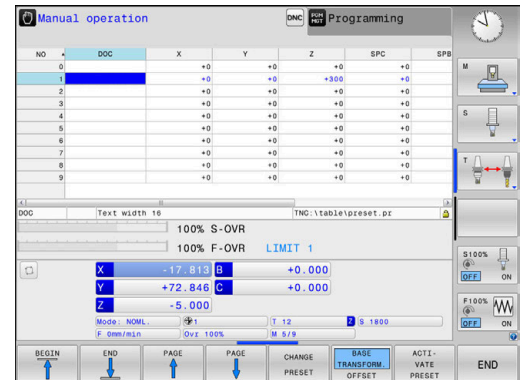 Manual operation DNC PGM MGT Programming
NO DOC X Y Z SPC SPB
0 +0 +0 +0 +0
1 +0 +0 +300 +0
2 +0 +0 +0 +0
3 +0 +0 +0 +0
4 +0 +0 +0 +0
5 +0 +0 +0 +0
6 +0 +0 +0 +0
7 +0 +0 +0 +0
8 +0 +0 +0 +0
9 +0 +0 +0 +0
DOC Text width 16 TNC:\table\preset.pr
100% S-OVR
100% F-OVR LIMIT 1
X -17.813 B +0.000
Y +72.846 C +0.000
Z -5.000
Mode: NOML. 1 T 12 Z S 1800
F 0mm/min Ovr 100% M 5/9
M
S
T
S100%
OFF ON
F100%
OFF ON
BEGIN
END
PAGE
PAGE
CHANGE
PRESET
BASE
TRANSFORM.
OFFSET
ACTI-
VATE
PRESET
END